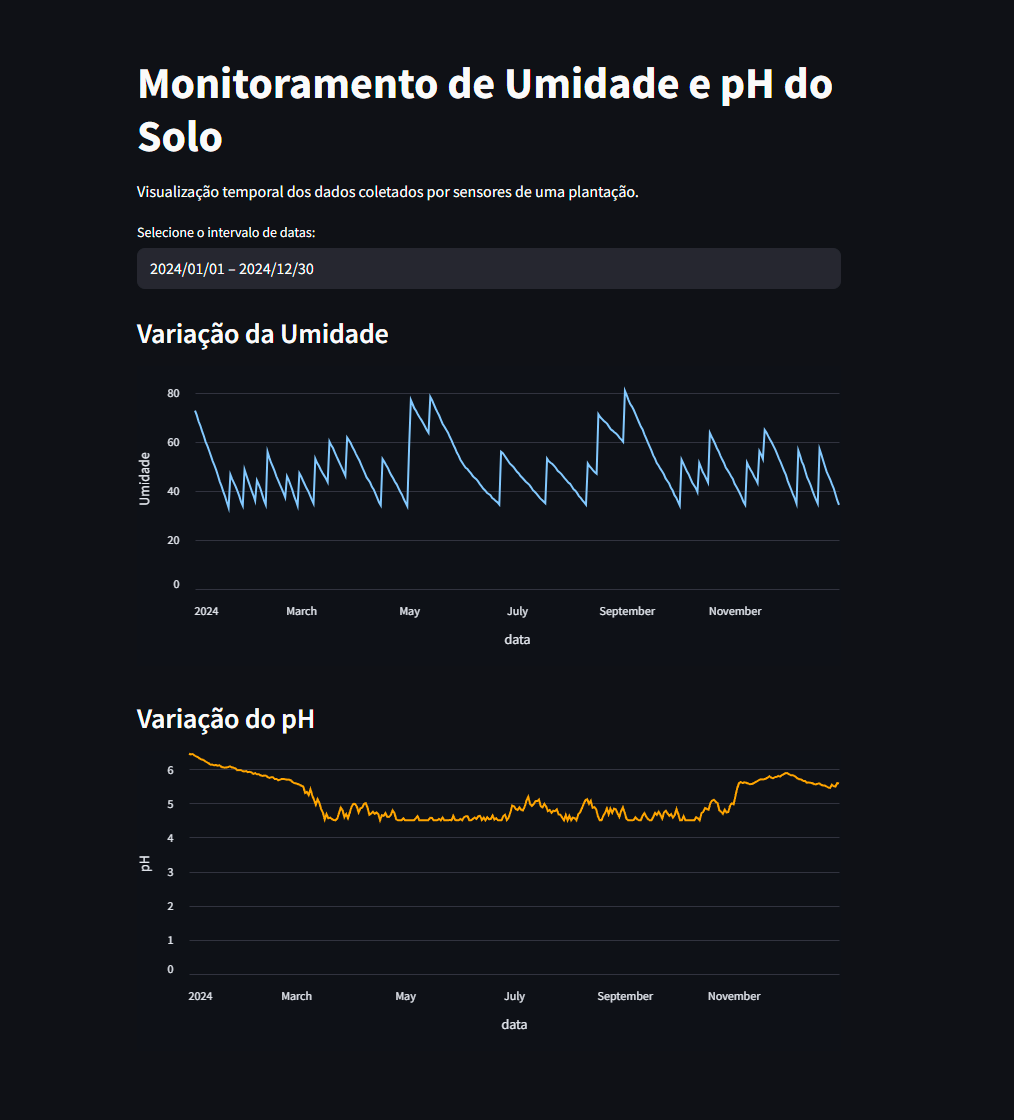 Monitoramento de Umidade e pH do
Solo
Visualização temporal dos dados coletados por sensores de uma plantação.
Selecione o intervalo de datas:
2024/01/01 – 2024/12/30
Variação da Umidade
80
60
40
20
0
Umidade
2024 March May July September November
data
Variação do pH
6
5
4
3
2
1
0
pH
2024 March May July September November
data